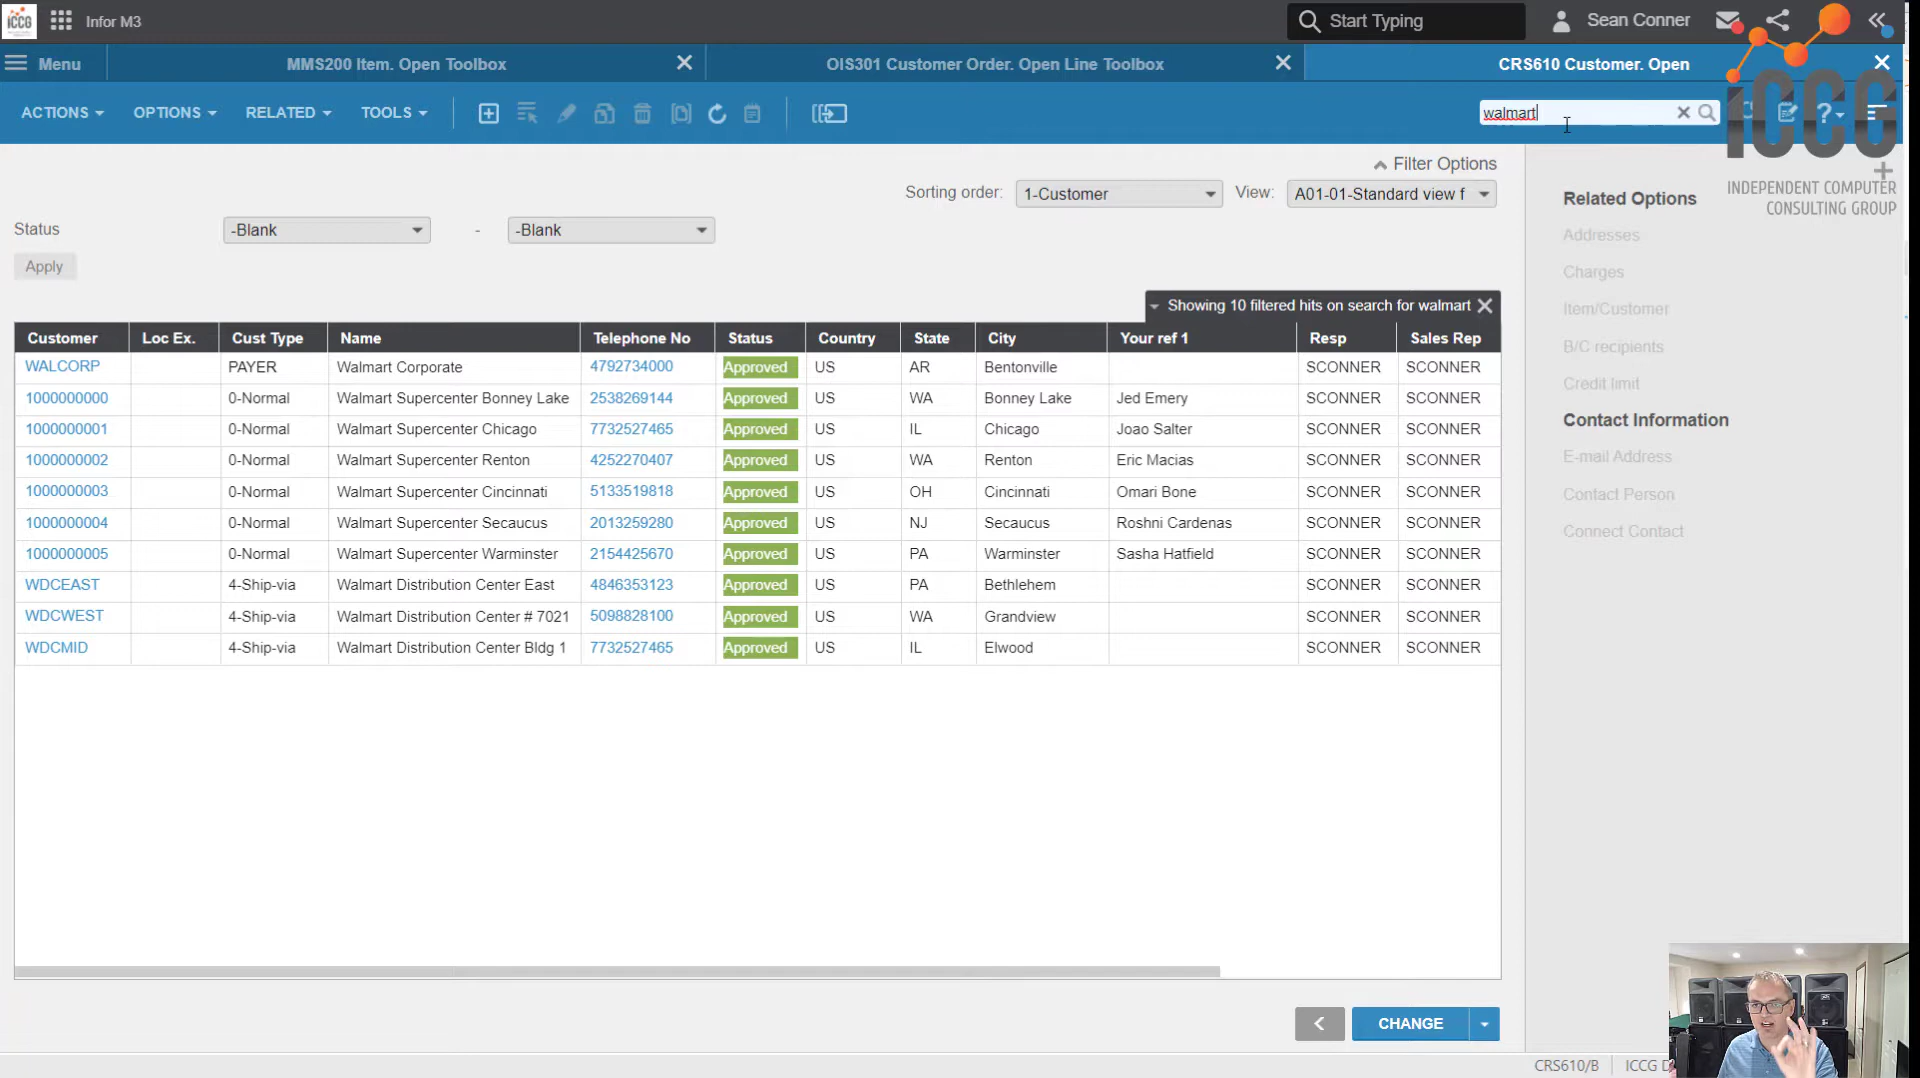 iCCG Infor M3 Start Typing Sean Conner
Menu MMS200 Item. Open Toolbox OIS301 Customer Order. Open Line Toolbox CRS610 Customer. Open
ACTIONS OPTIONS RELATED TOOLS walmart
iCCG
INDEPENDENT COMPUTER
CONSULTING GROUP
Filter Options
Sorting order: 1-Customer View: A01-01-Standard view f
Status -Blank - -Blank
Apply
Showing 10 filtered hits on search for walmart
Customer Loc Ex. Cust Type Name Telephone No Status Country State City Your ref 1 Resp Sales Rep
WALCORP PAYER Walmart Corporate 4792734000 Approved US AR Bentonville SCONNER SCONNER
1000000000 0-Normal Walmart Supercenter Bonney Lake 2538269144 Approved US WA Bonney Lake Jed Emery SCONNER SCONNER
1000000001 0-Normal Walmart Supercenter Chicago 7732527465 Approved US IL Chicago Joao Salter SCONNER SCONNER
1000000002 0-Normal Walmart Supercenter Renton 4252270407 Approved US WA Renton Eric Macias SCONNER SCONNER
1000000003 0-Normal Walmart Supercenter Cincinnati 5133519818 Approved US OH Cincinnati Omari Bone SCONNER SCONNER
1000000004 0-Normal Walmart Supercenter Secaucus 2013259280 Approved US NJ Secaucus Roshni Cardenas SCONNER SCONNER
1000000005 0-Normal Walmart Supercenter Warminster 2154425670 Approved US PA Warminster Sasha Hatfield SCONNER SCONNER
WDCEAST 4-Ship-via Walmart Distribution Center East 4846353123 Approved US PA Bethlehem SCONNER SCONNER
WDCWEST 4-Ship-via Walmart Distribution Center # 7021 5098828100 Approved US WA Grandview SCONNER SCONNER
WDCMID 4-Ship-via Walmart Distribution Center Bldg 1 7732527465 Approved US IL Elwood SCONNER SCONNER
Related Options
Addresses
Charges
Item/Customer
B/C recipients
Credit limit
Contact Information
E-mail Address
Contact Person
Connect Contact
CHANGE
CRS610/B ICCG